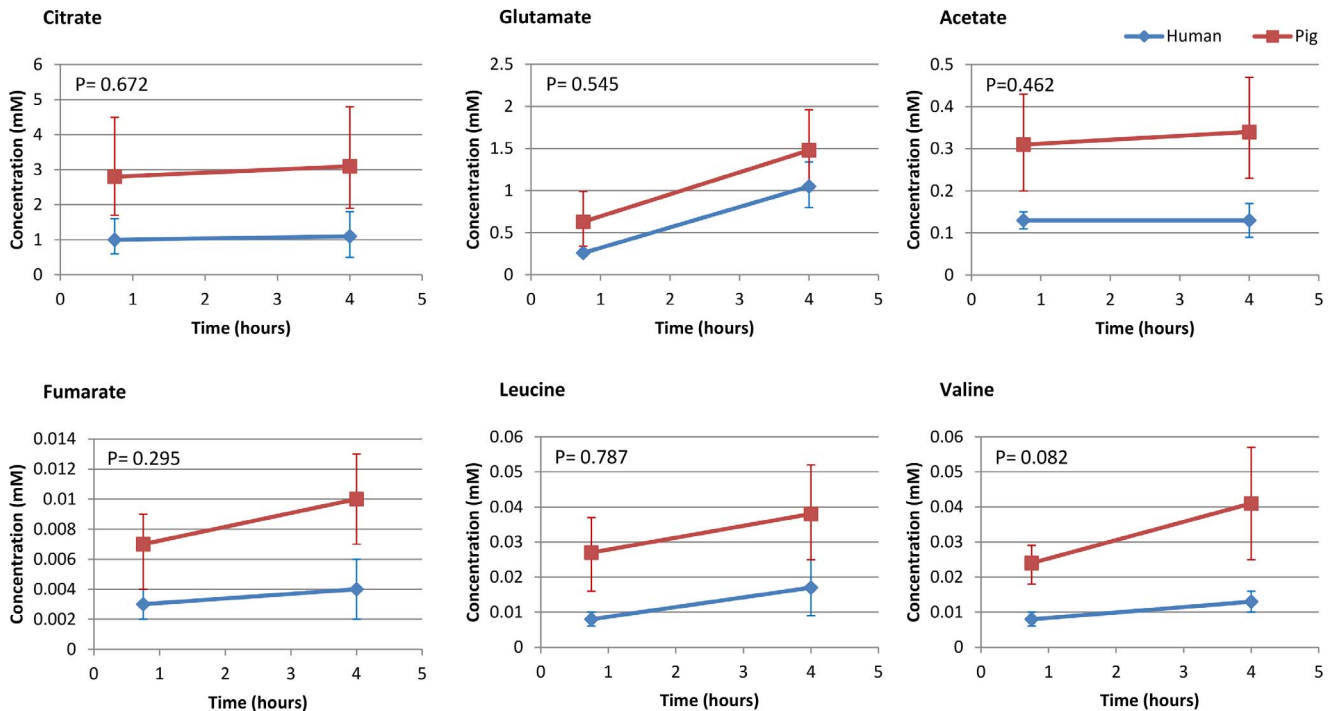 Citrate
Concentration (mM)
6
5
4
3
2
1
0
P= 0.672
0 1 2 3 4 5
Time (hours)
Glutamate
Concentration (mM)
2.5
2
1.5
1
0.5
0
P= 0.545
0 1 2 3 4 5
Time (hours)
Acetate
Human Pig
Concentration (mM)
0.5
0.4
0.3
0.2
0.1
0
P=0.462
0 1 2 3 4 5
Time (hours)
Fumarate
Concentration (mM)
0.014
0.012
0.01
0.008
0.006
0.004
0.002
0
P= 0.295
0 1 2 3 4 5
Time (hours)
Leucine
Concentration (mM)
0.06
0.05
0.04
0.03
0.02
0.01
0
P= 0.787
0 1 2 3 4 5
Time (hours)
Valine
Concentration (mM)
0.06
0.05
0.04
0.03
0.02
0.01
0
P= 0.082
0 1 2 3 4 5
Time (hours)